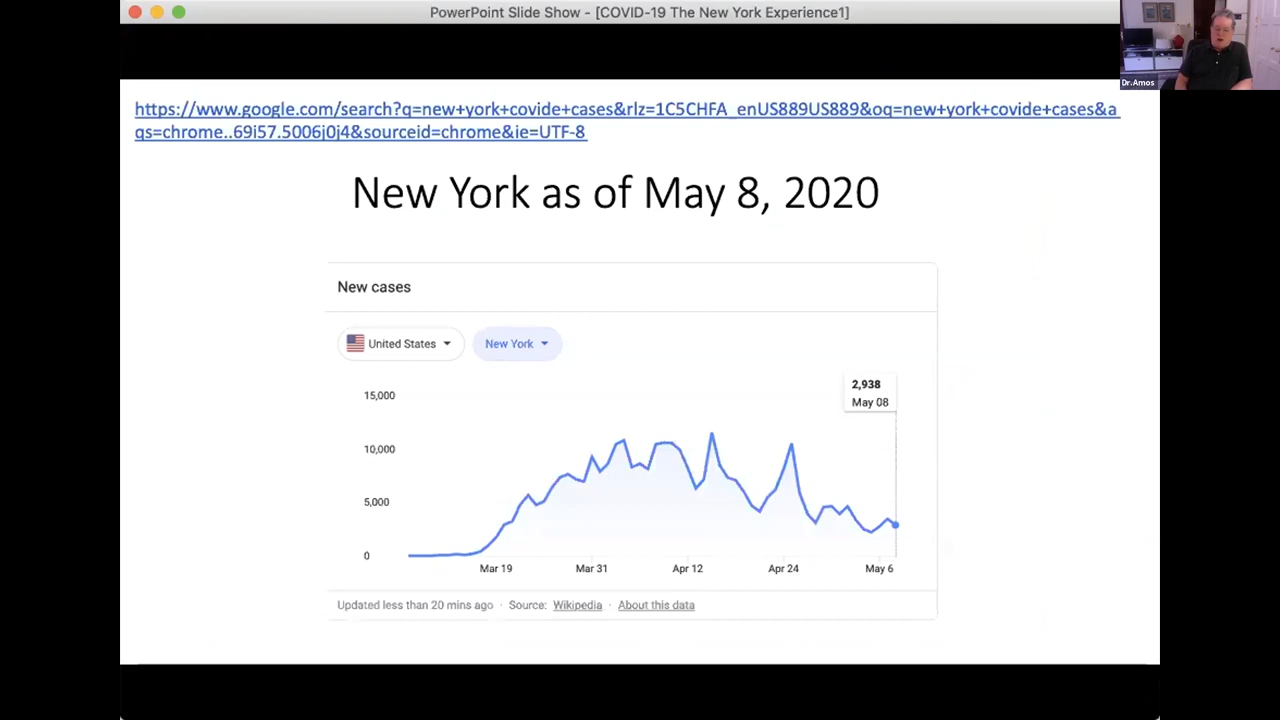 PowerPoint Slide Show - [COVID-19 The New York Experience1]
Dr.Amos
https://www.google.com/search?q=new+york+covide+cases&rlz=1C5CHFA_enUS889US889&oq=new+york+covide+cases&a
qs=chrome..69i57.5006j0j4&sourceid=chrome&ie=UTF-8
New York as of May 8, 2020
New cases
United States
New York
2,938
May 08
15,000
10,000
5,000
0
Mar 19 Mar 31 Apr 12 Apr 24 May 6
Updated less than 20 mins ago · Source: Wikipedia · About this data